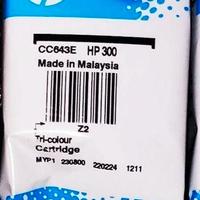 CC643E HP 300
Made in Malaysia
Z2
Tri-colour
Cartridge
MYP1 230800 220224 1211